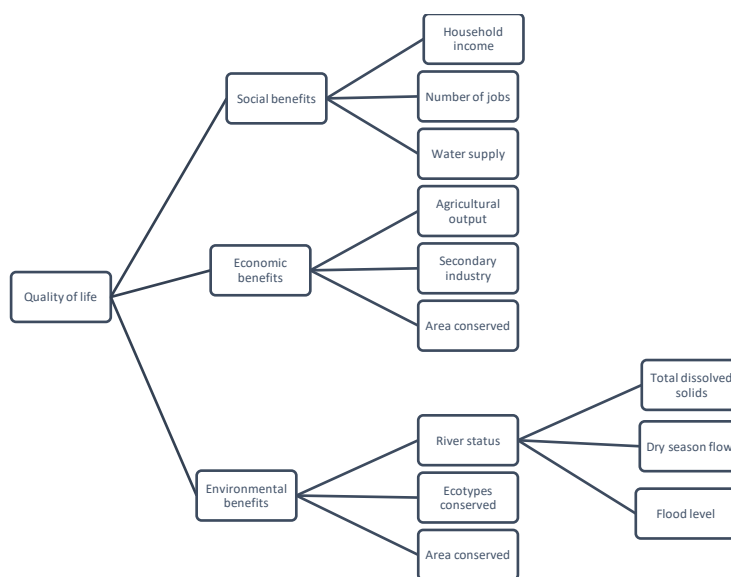 Household
income
Social benefits
Number of jobs
Water supply
Agricultural
output
Economic
benefits
Secondary
industry
Quality of life
Area conserved
Total dissolved
solids
River status
Dry season flow
Environmental
benefits
Ecotypes
conserved
Flood level
Area conserved